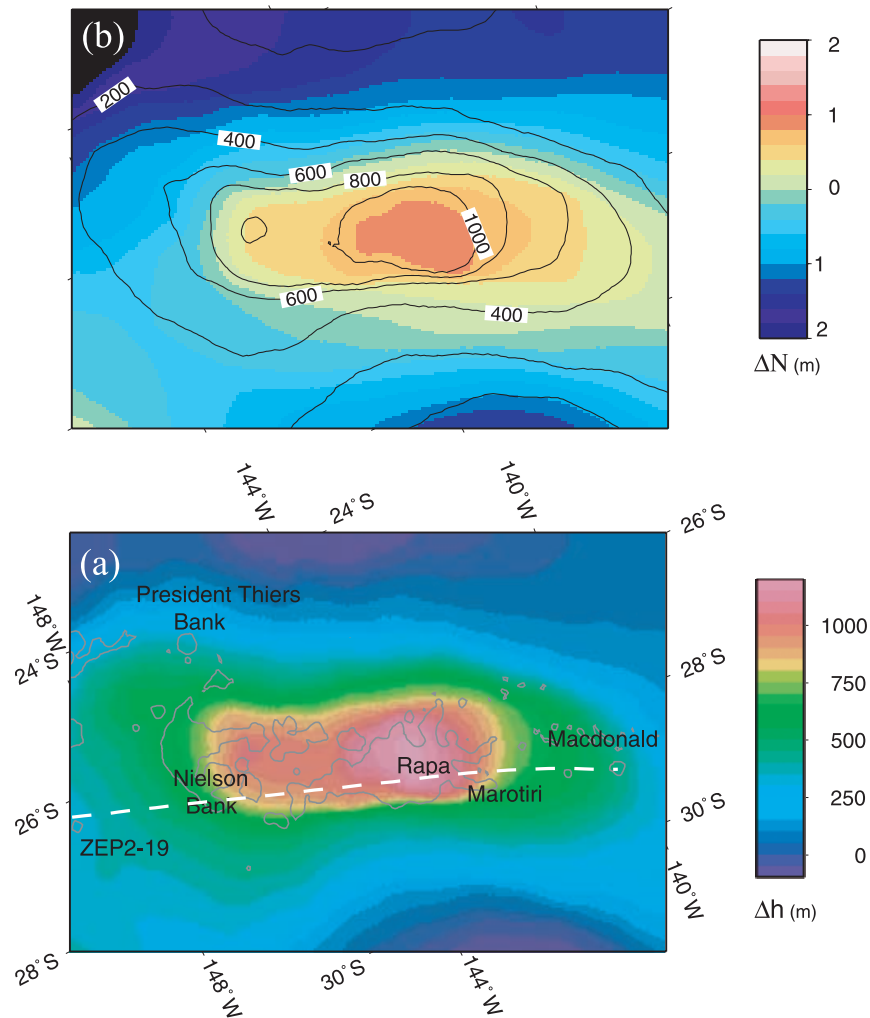 (b)
200
400
600
800
1000
600
400
2
1
0
1
2
ΔN (m)
144°W
24°S
140°W
26°S
(a)
President Thiers
Bank
148°W
24°S
28°S
1000
750
500
250
0
Macdonald
Rapa
Nielson
Bank
Marotiri
26°S
30°S
ZEP2-19
140°W
Δh (m)
28°S
148°W
30°S
144°W